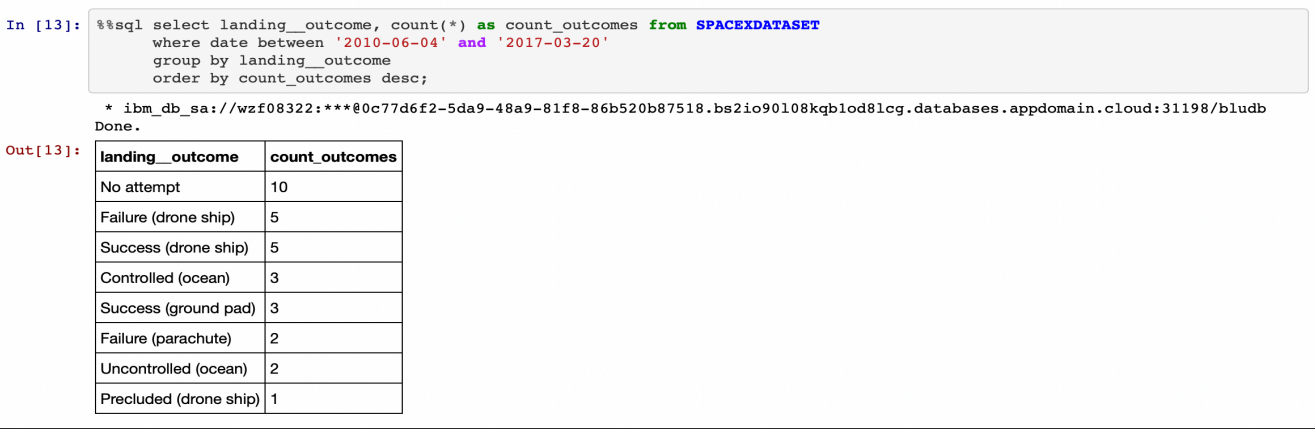 In [13]: %%sql select landing__outcome, count(*) as count_outcomes from SPACEXDATASET
where date between '2010-06-04' and '2017-03-20'
group by landing__outcome
order by count_outcomes desc;
* ibm_db_sa://wzf08322:***@0c77d6f2-5da9-48a9-81f8-86b520b87518.bs2io90l08kqb1od8lcg.databases.appdomain.cloud:31198/bludb
Done.
Out[13]:
landing__outcome count_outcomes
No attempt 10
Failure (drone ship) 5
Success (drone ship) 5
Controlled (ocean) 3
Success (ground pad) 3
Failure (parachute) 2
Uncontrolled (ocean) 2
Precluded (drone ship) 1